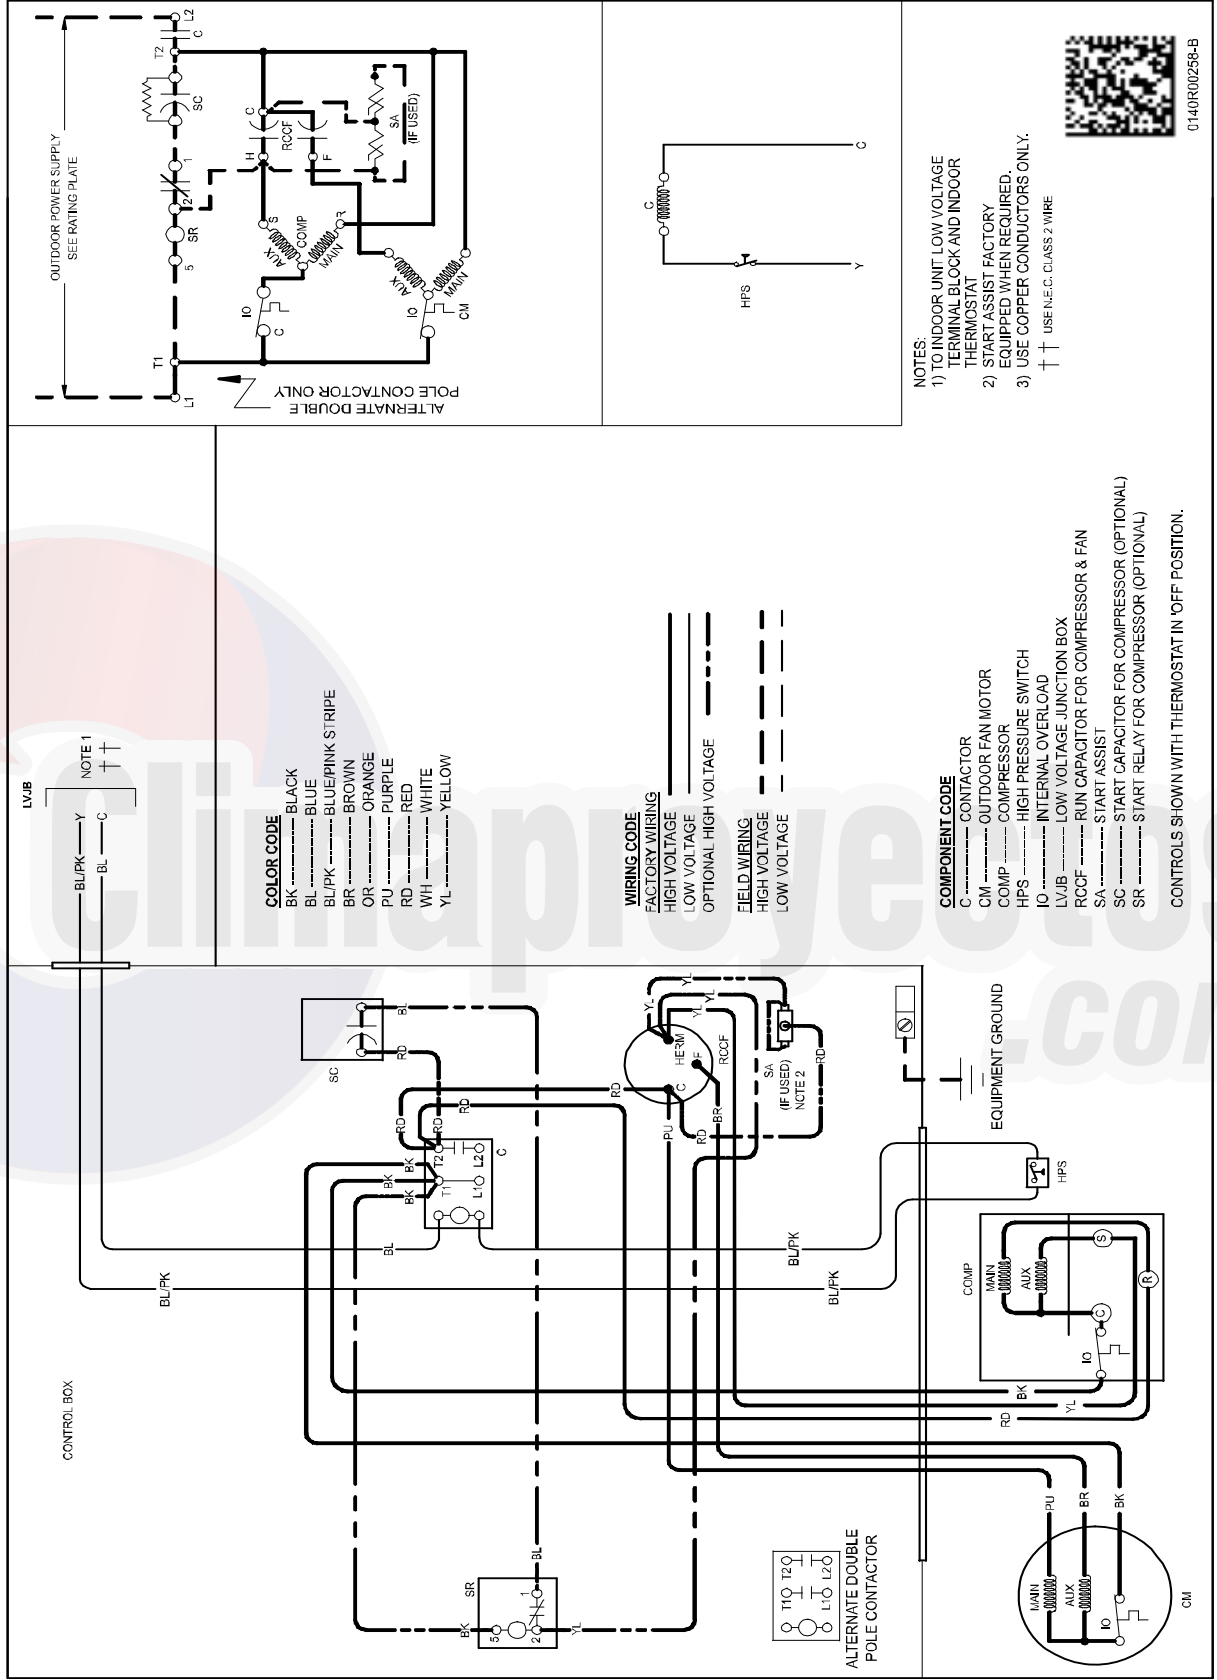 CONTROL BOX
LVJB
NOTE 1
BL/PK
Y
BL
C
COLOR CODE
BK BLACK
BL BLUE
BL/PK BLUE/PINK STRIPE
BR BROWN
OR ORANGE
PU PURPLE
RD RED
WH WHITE
YL YELLOW
WIRING CODE
FACTORY WIRING
HIGH VOLTAGE
LOW VOLTAGE
OPTIONAL HIGH VOLTAGE
FIELD WIRING
HIGH VOLTAGE
LOW VOLTAGE
COMPONENT CODE
C CONTACTOR
CM OUTDOOR FAN MOTOR
COMP COMPRESSOR
HPS HIGH PRESSURE SWITCH
IO INTERNAL OVERLOAD
LVJB LOW VOLTAGE JUNCTION BOX
RCCF RUN CAPACITOR FOR COMPRESSOR & FAN
SA START ASSIST
SC START CAPACITOR FOR COMPRESSOR (OPTIONAL)
SR START RELAY FOR COMPRESSOR (OPTIONAL)
CONTROLS SHOWN WITH THERMOSTAT IN 'OFF' POSITION.
OUTDOOR POWER SUPPLY
SEE RATING PLATE
L1
T1
5
SR
2
1
SC
T2
C
L2
ALTERNATE DOUBLE
POLE CONTACTOR ONLY
C
IO
AUX
S
COMP
MAIN
R
H
RCCF
C
F
SA
(IF USED)
IO
CM
AUX
MAIN
C
HPS
Y
C
NOTES:
1) TO INDOOR UNIT LOW VOLTAGE
TERMINAL BLOCK AND INDOOR
THERMOSTAT
2) START ASSIST FACTORY
EQUIPPED WHEN REQUIRED.
3) USE COPPER CONDUCTORS ONLY.
†† USE N.E.C. CLASS 2 WIRE
0140R00258-B
SC
RD
BL
RD
RD
RD
RD
RD
BK
BK
BK
T2
T1
L2
L1
C
BL
BL/PK
BL/PK
BL/PK
HERM
C
F
RCCF
YL
YL
YL
YL
PU
BR
RD
RD
SA
(IF USED)
NOTE 2
EQUIPMENT GROUND
HPS
COMP
MAIN
AUX
S
R
C
IO
BK
YL
RD
SR
BK
5
1
2
BL
YL
T1
T2
L1
L2
ALTERNATE DOUBLE
POLE CONTACTOR
PU
BR
BK
MAIN
AUX
IO
CM
Climaproyectos
.com